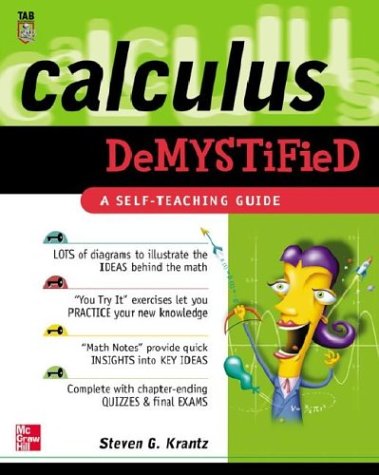 TAB
calculus
DeMYSTiFieD
A SELF-TEACHING GUIDE
LOTS of diagrams to illustrate the
IDEAS behind the math
"You Try It" exercises let you
PRACTICE your new knowledge
"Math Notes" provide quick
INSIGHTS into KEY IDEAS
Complete with chapter-ending
QUIZZES & final EXAMS
Mc
Graw
Hill
Steven G. Krantz